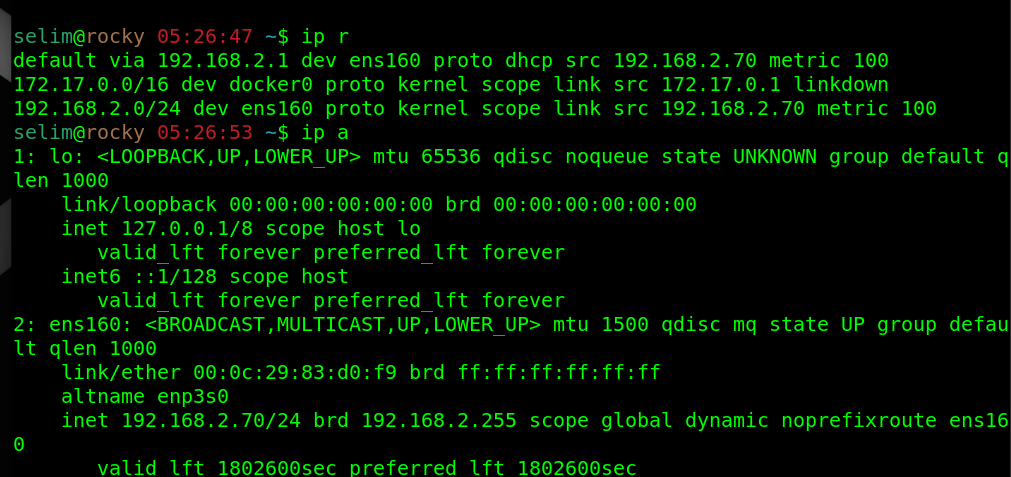 selim@rocky 05:26:47 ~$ ip r
default via 192.168.2.1 dev ens160 proto dhcp src 192.168.2.70 metric 100
172.17.0.0/16 dev docker0 proto kernel scope link src 172.17.0.1 linkdown
192.168.2.0/24 dev ens160 proto kernel scope link src 192.168.2.70 metric 100
selim@rocky 05:26:53 ~$ ip a
1: lo: <LOOPBACK,UP,LOWER_UP> mtu 65536 qdisc noqueue state UNKNOWN group default q
len 1000
    link/loopback 00:00:00:00:00:00 brd 00:00:00:00:00:00
    inet 127.0.0.1/8 scope host lo
       valid_lft forever preferred_lft forever
    inet6 ::1/128 scope host
       valid_lft forever preferred_lft forever
2: ens160: <BROADCAST,MULTICAST,UP,LOWER_UP> mtu 1500 qdisc mq state UP group defau
lt qlen 1000
    link/ether 00:0c:29:83:d0:f9 brd ff:ff:ff:ff:ff:ff
    altname enp3s0
    inet 192.168.2.70/24 brd 192.168.2.255 scope global dynamic noprefixroute ens16
0
       valid_lft 1802600sec preferred_lft 1802600sec